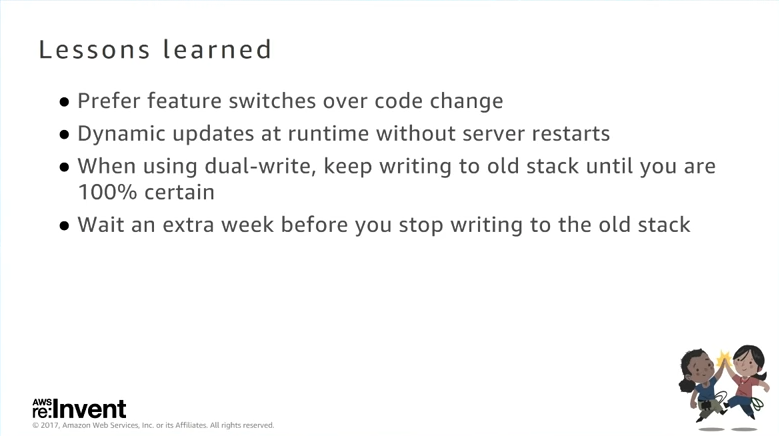 Lessons learned
● Prefer feature switches over code change
● Dynamic updates at runtime without server restarts
● When using dual-write, keep writing to old stack until you are
100% certain
● Wait an extra week before you stop writing to the old stack
AWS
re:Invent
© 2017, Amazon Web Services, Inc. or its Affiliates. All rights reserved.